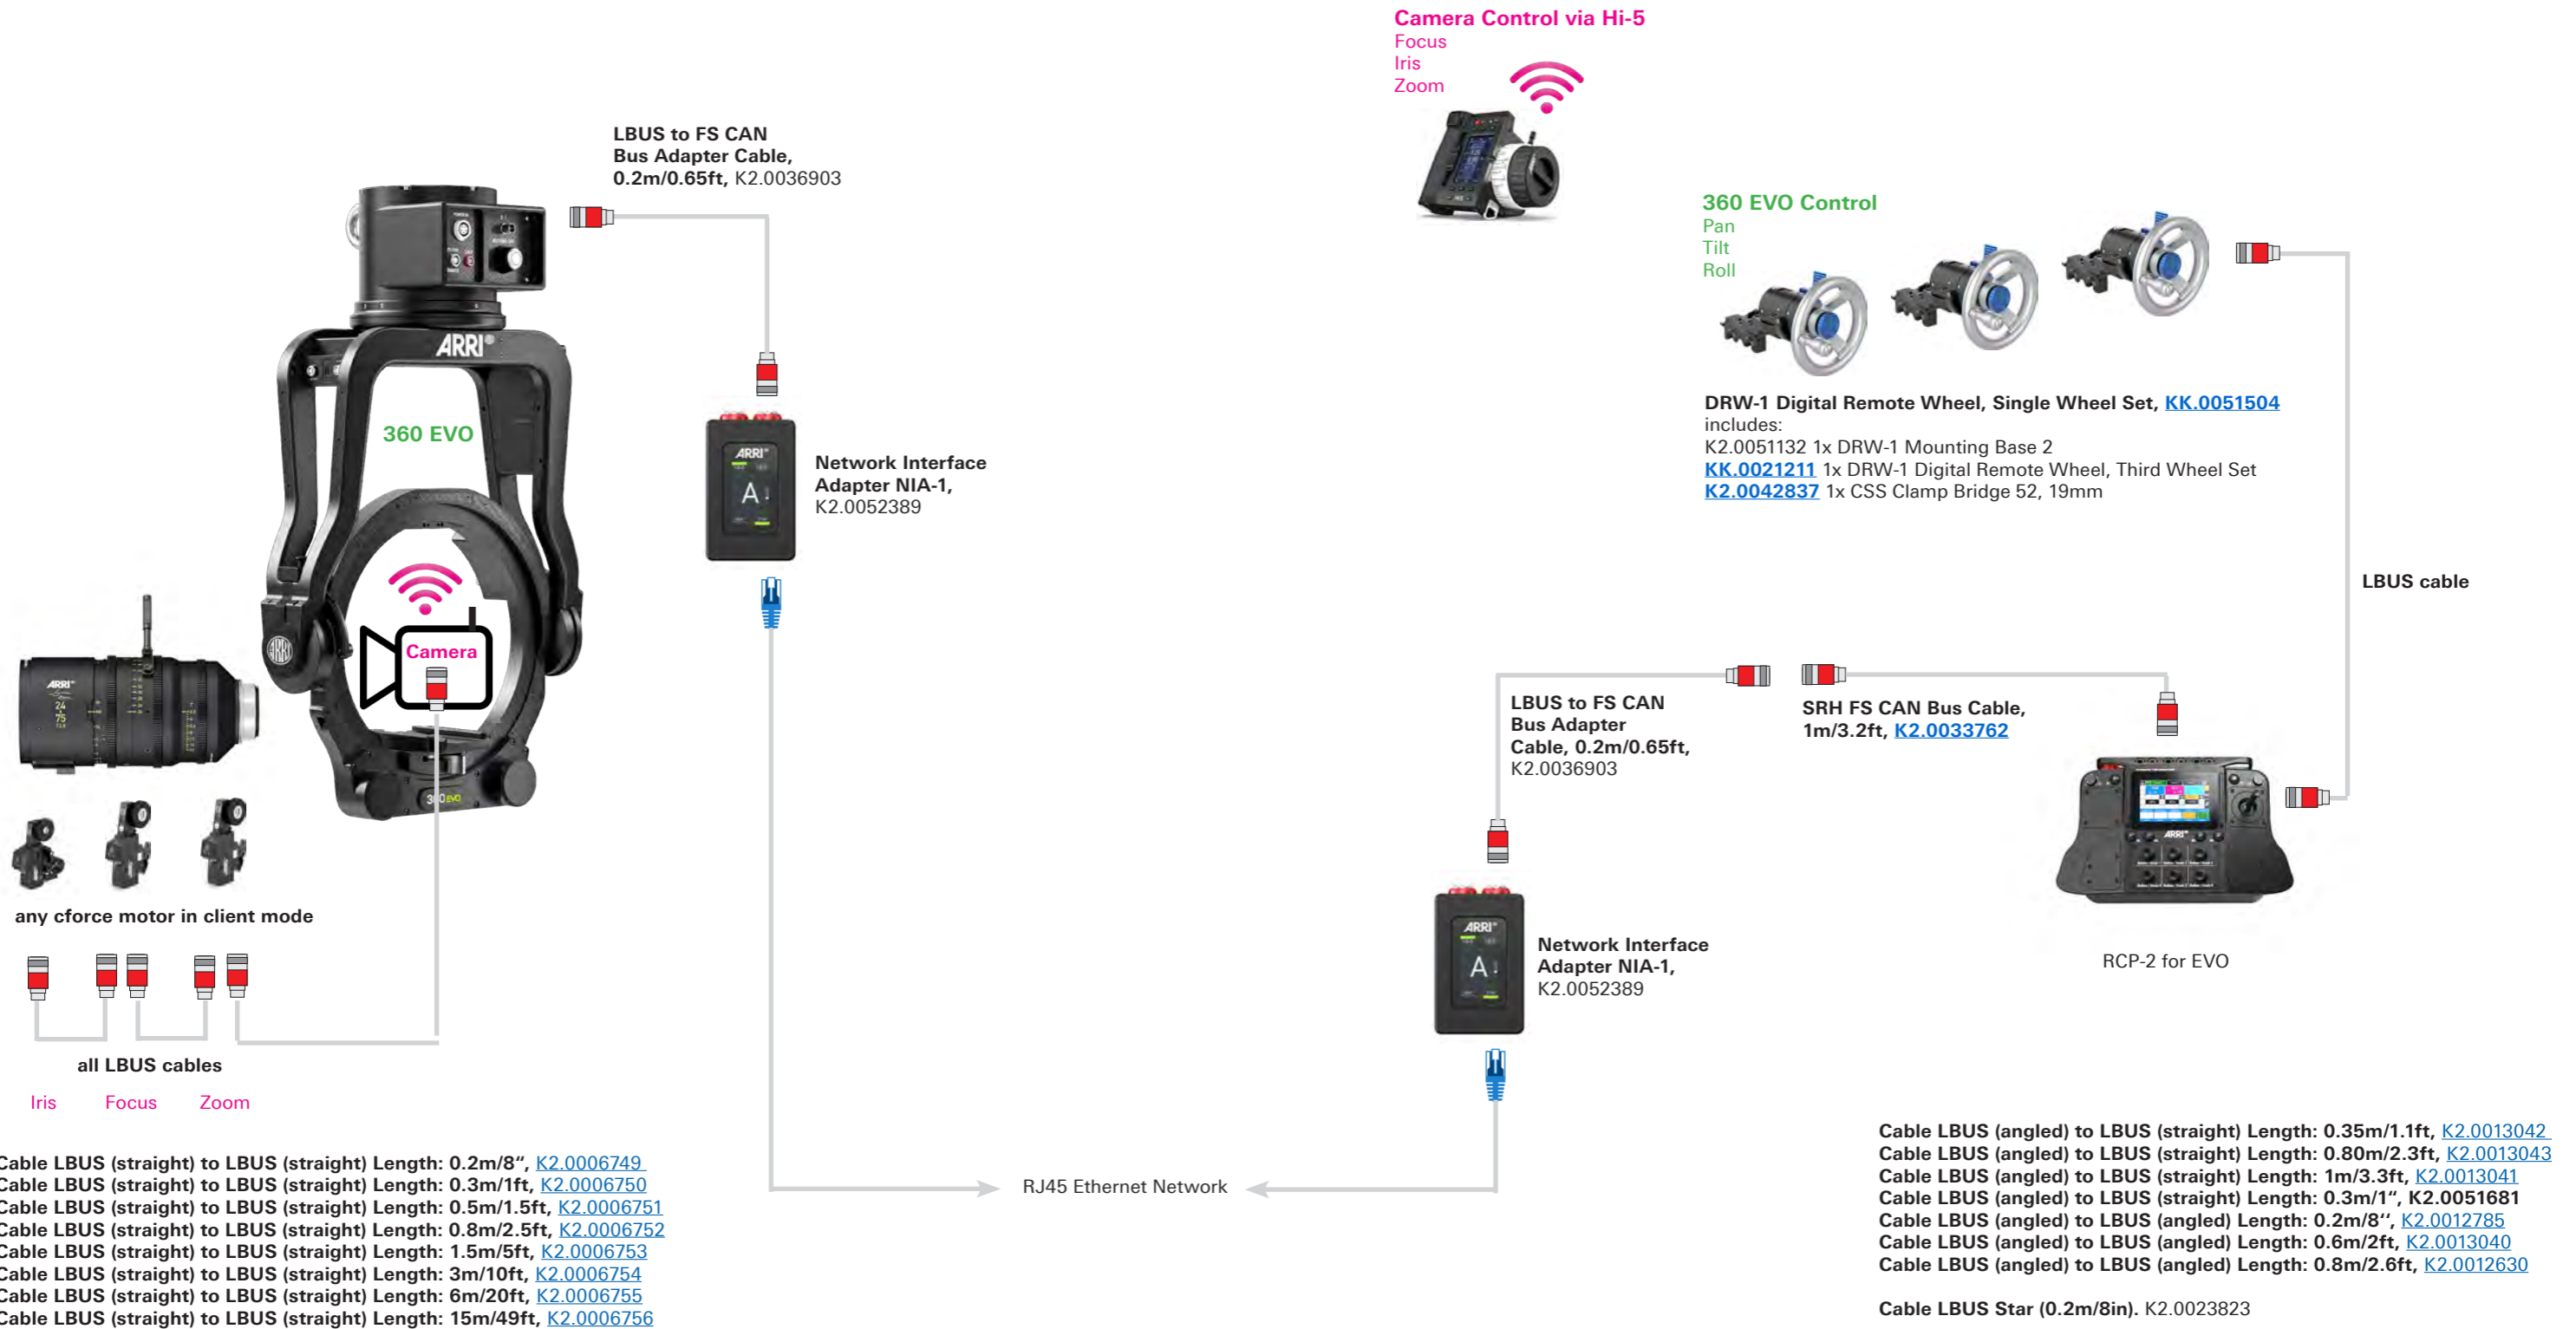 Camera Control via Hi-5
Focus
Iris
Zoom
LBUS to FS CAN
Bus Adapter Cable,
0.2m/0.65ft, K2.0036903
360 EVO Control
Pan
Tilt
Roll
ARRI®
360 EVO
DRW-1 Digital Remote Wheel, Single Wheel Set, KK.0051504
includes:
K2.0051132 1x DRW-1 Mounting Base 2
KK.0021211 1x DRW-1 Digital Remote Wheel, Third Wheel Set
K2.0042837 1x CSS Clamp Bridge 52, 19mm
ARRI®
A
Network Interface
Adapter NIA-1,
K2.0052389
LBUS cable
Camera
ARRI
ARRI®
24
75
360 EVO
LBUS to FS CAN
Bus Adapter
Cable, 0.2m/0.65ft,
K2.0036903
SRH FS CAN Bus Cable,
1m/3.2ft, K2.0033762
ARRI®
any cforce motor in client mode
ARRI®
A
Network Interface
Adapter NIA-1,
K2.0052389
RCP-2 for EVO
all LBUS cables
Iris
Focus
Zoom
RJ45 Ethernet Network
Cable LBUS (straight) to LBUS (straight) Length: 0.2m/8“, K2.0006749
Cable LBUS (straight) to LBUS (straight) Length: 0.3m/1ft, K2.0006750
Cable LBUS (straight) to LBUS (straight) Length: 0.5m/1.5ft, K2.0006751
Cable LBUS (straight) to LBUS (straight) Length: 0.8m/2.5ft, K2.0006752
Cable LBUS (straight) to LBUS (straight) Length: 1.5m/5ft, K2.0006753
Cable LBUS (straight) to LBUS (straight) Length: 3m/10ft, K2.0006754
Cable LBUS (straight) to LBUS (straight) Length: 6m/20ft, K2.0006755
Cable LBUS (straight) to LBUS (straight) Length: 15m/49ft, K2.0006756
Cable LBUS (angled) to LBUS (straight) Length: 0.35m/1.1ft, K2.0013042
Cable LBUS (angled) to LBUS (straight) Length: 0.80m/2.3ft, K2.0013043
Cable LBUS (angled) to LBUS (straight) Length: 1m/3.3ft, K2.0013041
Cable LBUS (angled) to LBUS (straight) Length: 0.3m/1“, K2.0051681
Cable LBUS (angled) to LBUS (angled) Length: 0.2m/8‘‘, K2.0012785
Cable LBUS (angled) to LBUS (angled) Length: 0.6m/2ft, K2.0013040
Cable LBUS (angled) to LBUS (angled) Length: 0.8m/2.6ft, K2.0012630
Cable LBUS Star (0.2m/8in). K2.0023823